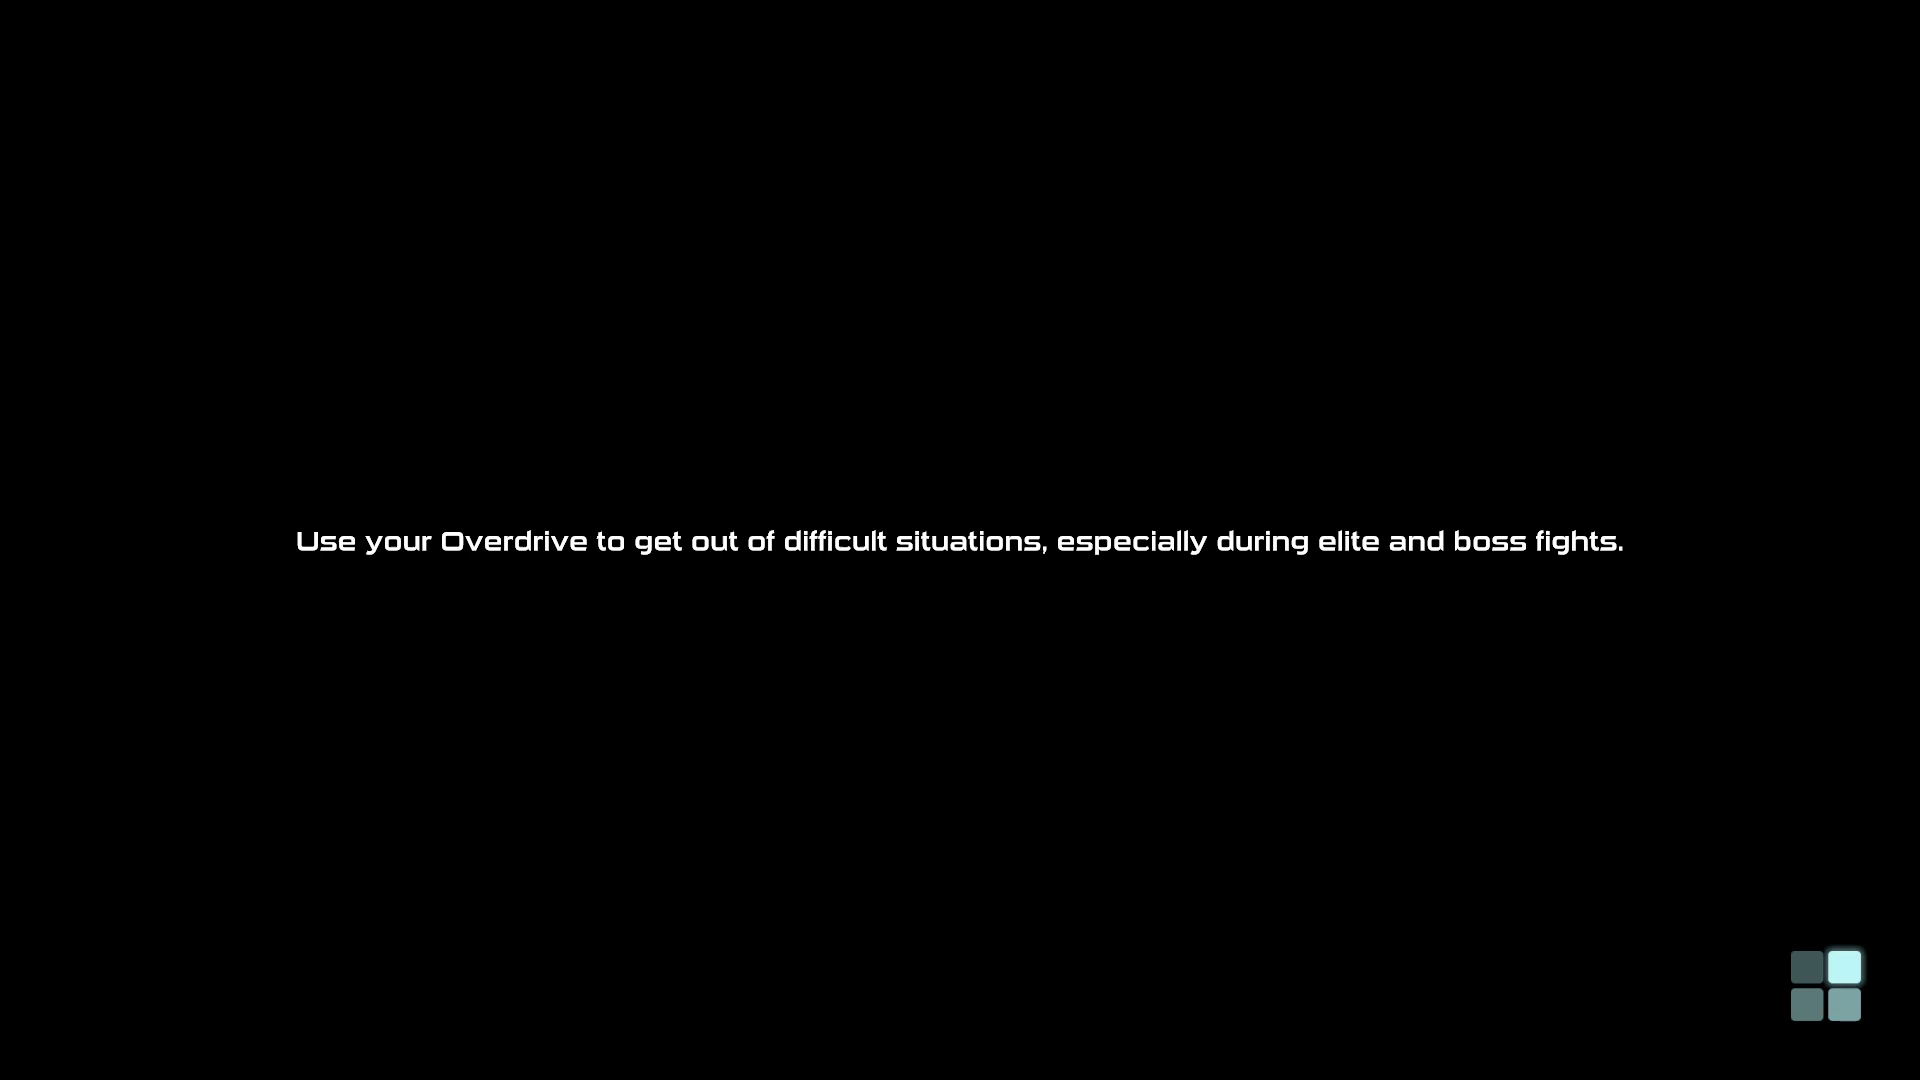 Use your Overdrive to get out of difficult situations, especially during elite and boss fights.